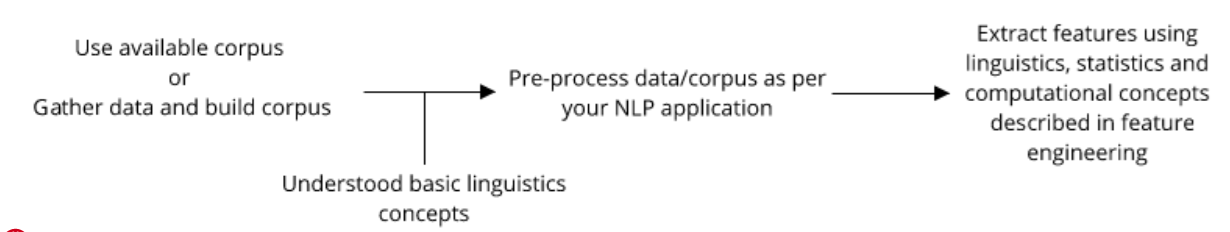 Use available corpus
or
Gather data and build corpus
Understood basic linguistics
concepts
Pre-process data/corpus as per
your NLP application
Extract features using
linguistics, statistics and
computational concepts
described in feature
engineering